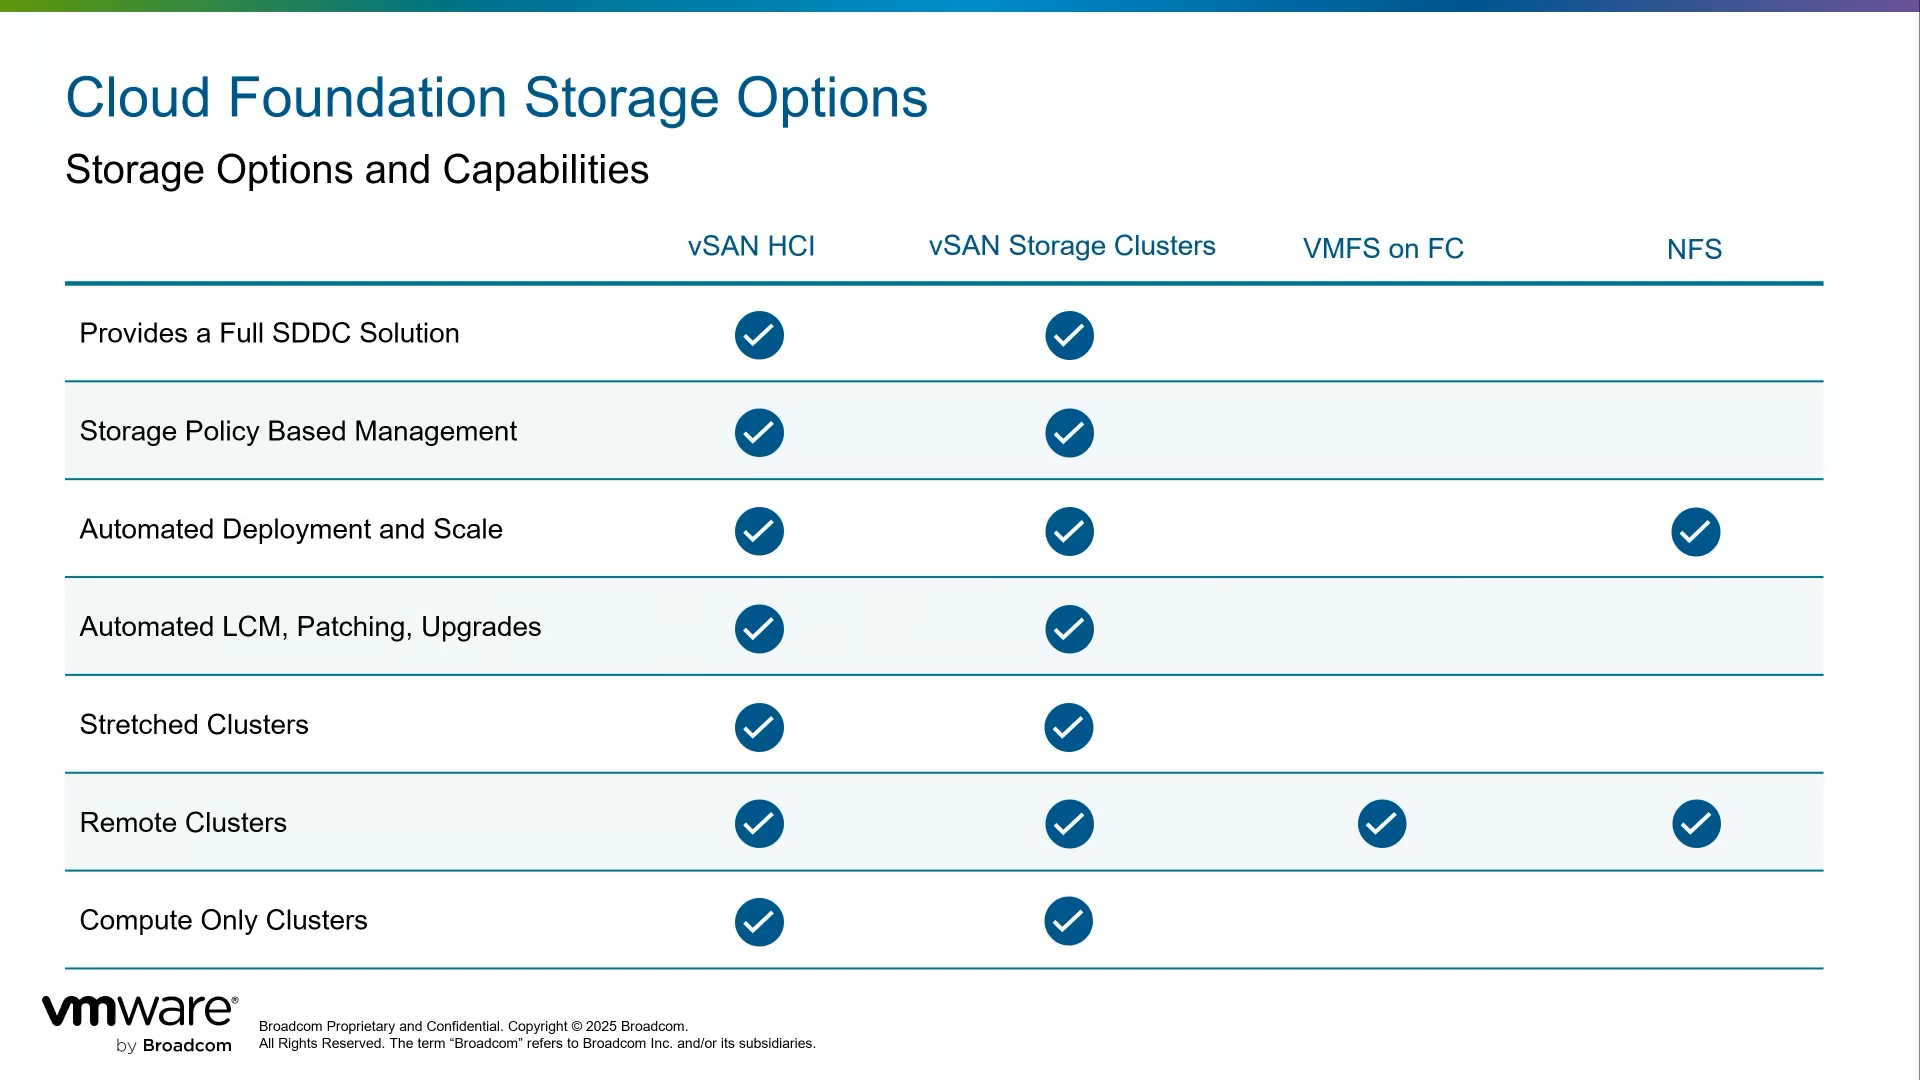 Cloud Foundation Storage Options
Storage Options and Capabilities
vSAN HCI vSAN Storage Clusters VMFS on FC NFS
Provides a Full SDDC Solution
Storage Policy Based Management
Automated Deployment and Scale
Automated LCM, Patching, Upgrades
Stretched Clusters
Remote Clusters
Compute Only Clusters
vmware®
by Broadcom
Broadcom Proprietary and Confidential. Copyright © 2025 Broadcom.
All Rights Reserved. The term “Broadcom” refers to Broadcom Inc. and/or its subsidiaries.